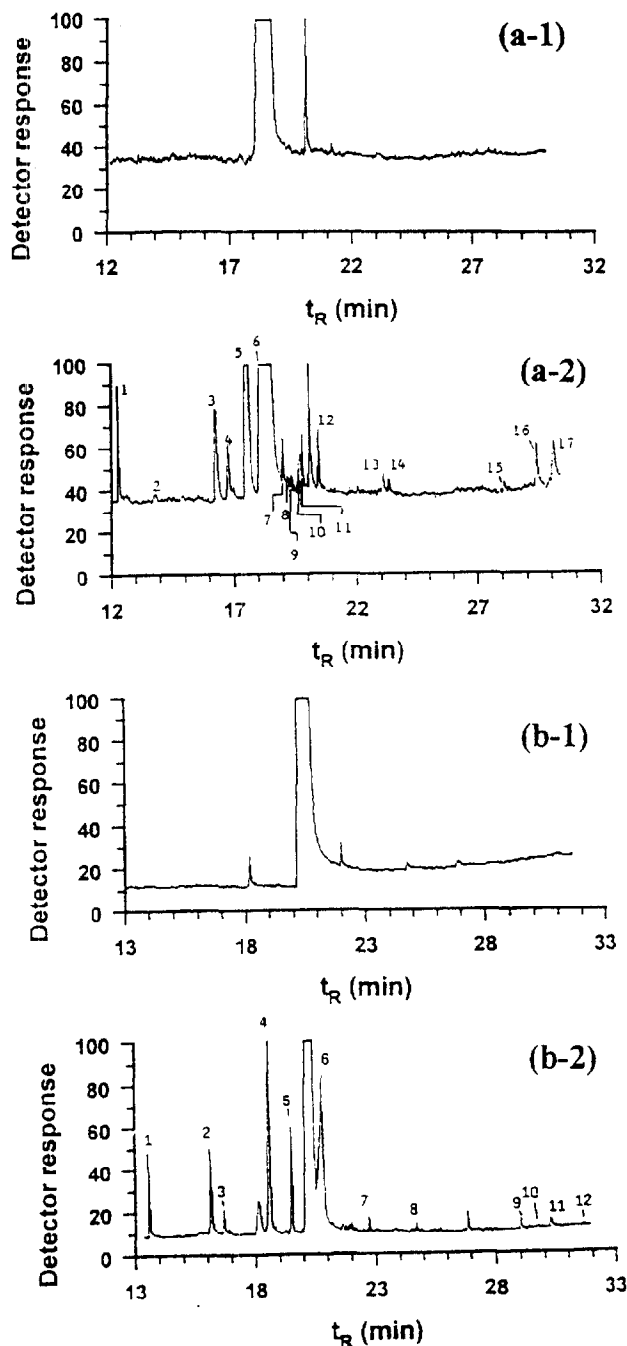 (a-1)
Detector response
100
80
60
40
20
0
12 17 22 27 32
tR (min)
(a-2)
Detector response
100
80
60
40
20
0
1 2 3 4 5 6 7 8 9 10 11 12 13 14 15 16 17
12 17 22 27 32
tR (min)
(b-1)
Detector response
100
80
60
40
20
0
13 18 23 28 33
tR (min)
(b-2)
Detector response
100
80
60
40
20
0
1 2 3 4 5 6 7 8 9 10 11 12
13 18 23 28 33
tR (min)